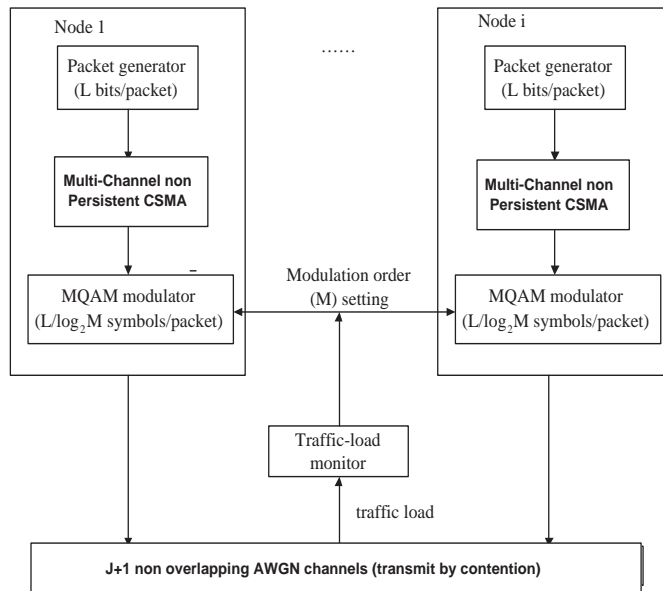 Node 1
Packet generator
(L bits/packet)
Multi-Channel non
Persistent CSMA
MQAM modulator
(L/log2M symbols/packet)
......
Node i
Packet generator
(L bits/packet)
Multi-Channel non
Persistent CSMA
MQAM modulator
(L/log2M symbols/packet)
Modulation order
(M) setting
Traffic-load
monitor
traffic load
J+1 non overlapping AWGN channels (transmit by contention)